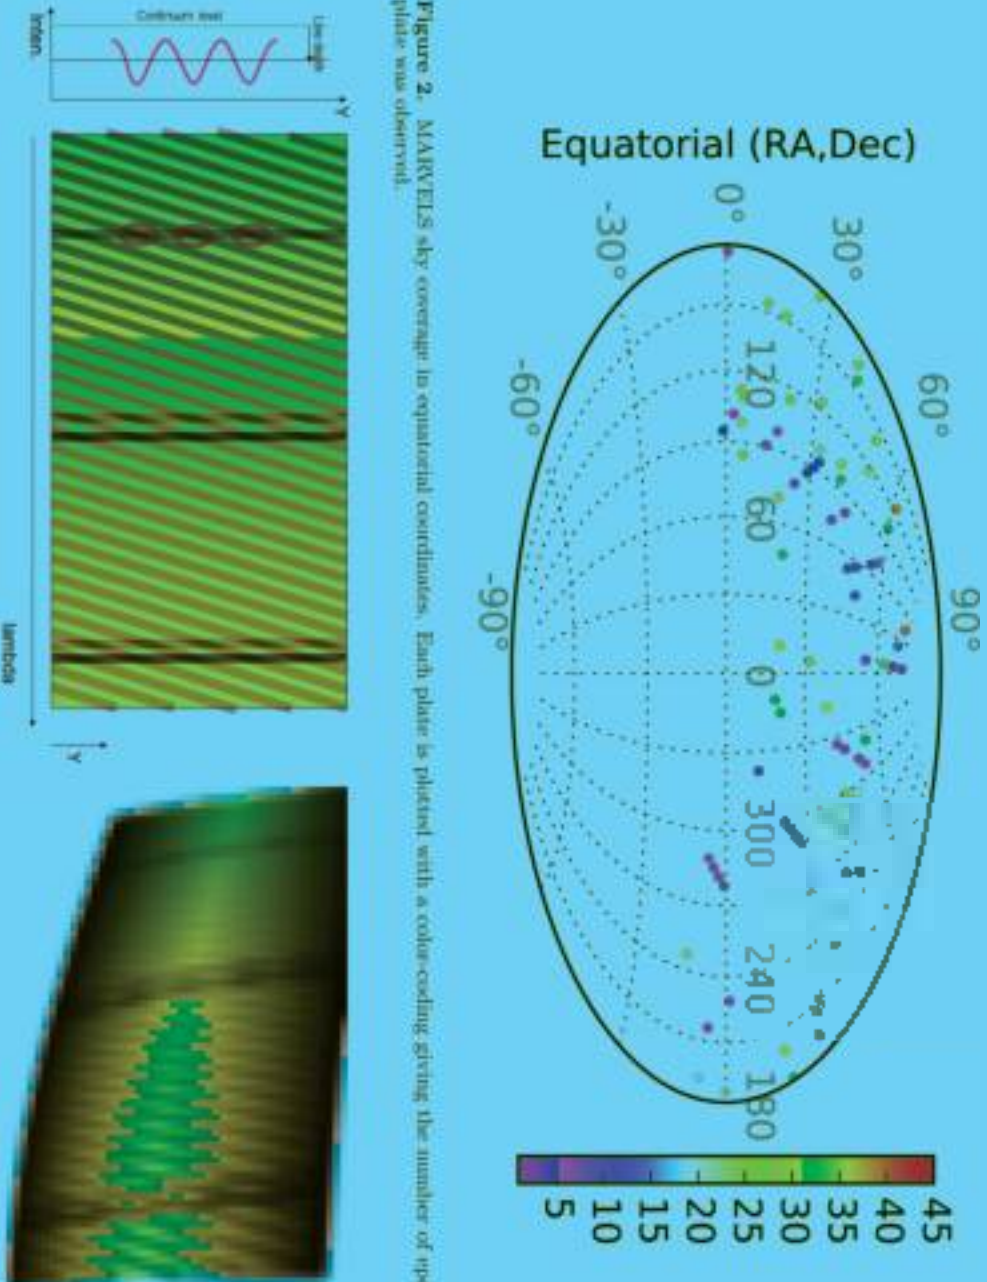 Equatorial (RA,Dec)
90°
60°
30°
0°
-30°
-60°
-90°
120
60
0
300
240
180
5
10
15
20
25
30
35
40
45
Figure 2. MARVELS sky coverage in equatorial coordinates. Each plate is plotted with a color-coding giving the number of
plate was observed.
Continuum level
Inten.
Y
lambda
Y